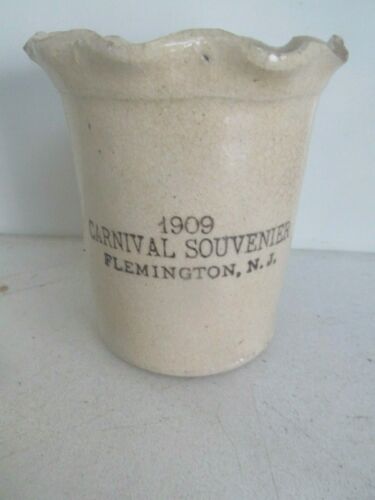 1909
CARNIVAL SOUVENIER
FLEMINGTON, N.J.